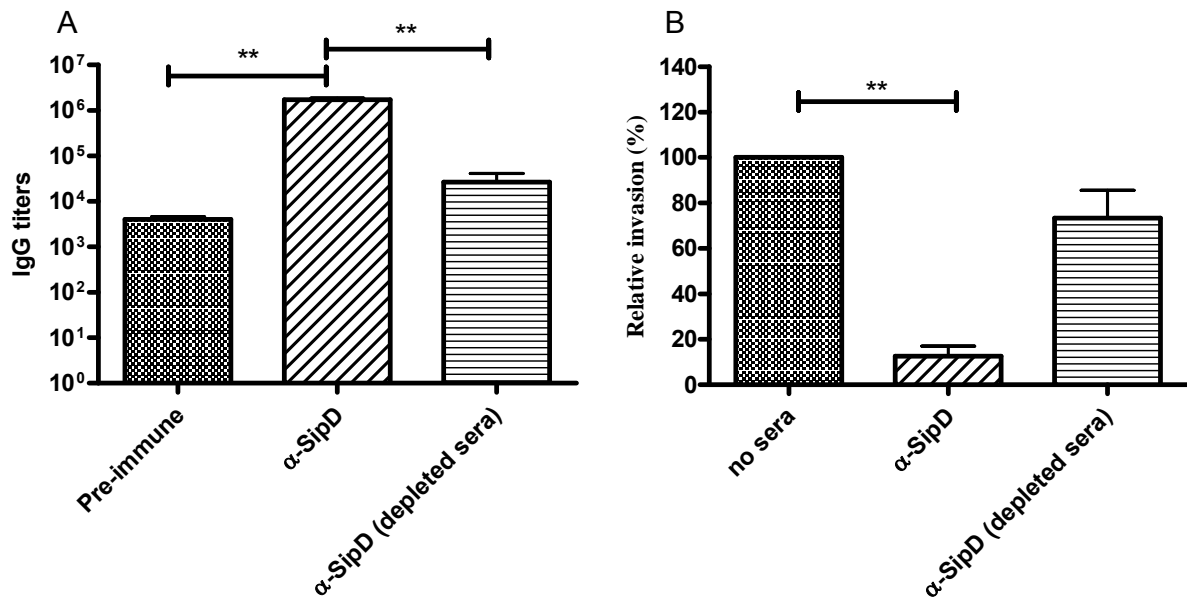 A
**
**
10⁷
10⁶
10⁵
10⁴
10³
10²
10¹
10⁰
IgG titers
Pre-immune
α-SipD
α-SipD (depleted sera)
B
**
140
120
100
80
60
40
20
0
Relative invasion (%)
no sera
α-SipD
α-SipD (depleted sera)